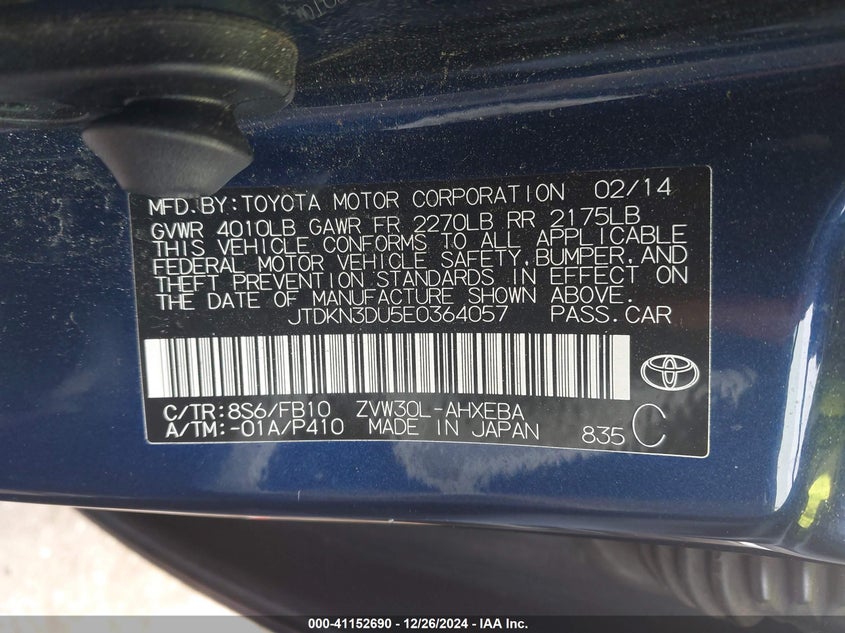 MFD.BY:TOYOTA MOTOR CORPORATION 02/14
GVWR 4010LB GAWR FR 2270LB RR 2175LB
THIS VEHICLE CONFORMS TO ALL APPLICABLE
FEDERAL MOTOR VEHICLE SAFETY,BUMPER,AND
THEFT PREVENTION STANDARDS IN EFFECT ON
THE DATE OF MANUFACTURE SHOWN ABOVE.
JTDKN3DU5E0364057 PASS.CAR
C/TR:8S6/FB10 ZVW30L-AHXEBA
A/TM:-01A/P410 MADE IN JAPAN 835 C
000-41152690 - 12/26/2024 - IAA Inc.